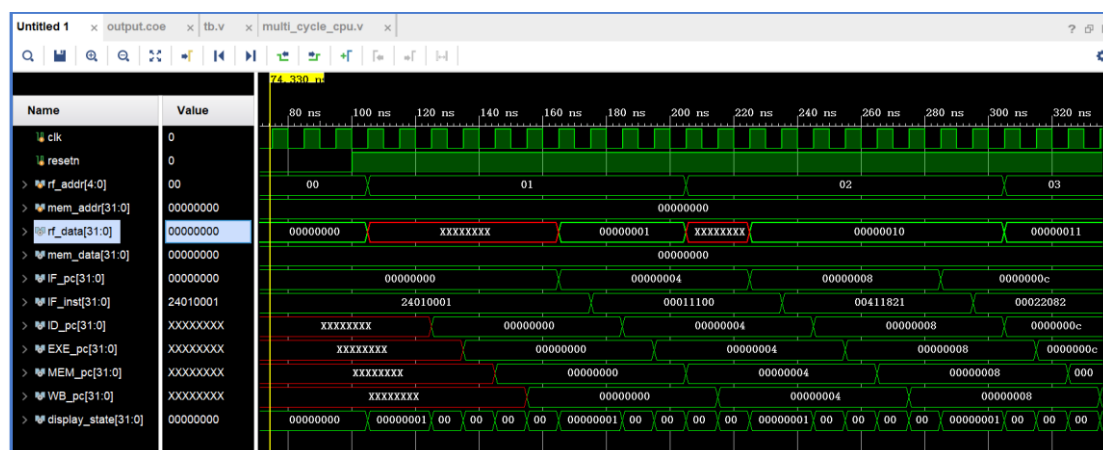 Untitled 1 × output.coe × tb.v × multi_cycle_cpu.v × ?
74.330 ns
Name Value 80 ns 100 ns 120 ns 140 ns 160 ns 180 ns 200 ns 220 ns 240 ns 260 ns 280 ns 300 ns 320 ns
clk 0
resetn 0
rf_addr[4:0] 00 00 01 02 03
mem_addr[31:0] 00000000 00000000
rf_data[31:0] 00000000 00000000 XXXXXXXX 00000001 XXXXXXXX 00000010 00000011
mem_data[31:0] 00000000 00000000
IF_pc[31:0] 00000000 00000000 00000004 00000008 0000000c
IF_inst[31:0] 24010001 24010001 00011100 00411821 00022082
ID_pc[31:0] XXXXXXXX XXXXXXXX 00000000 00000004 00000008 0000000c
EXE_pc[31:0] XXXXXXXX XXXXXXXX 00000000 00000004 00000008 0000000c
MEM_pc[31:0] XXXXXXXX XXXXXXXX 00000000 00000004 00000008 000
WB_pc[31:0] XXXXXXXX XXXXXXXX 00000000 00000004 00000008
display_state[31:0] 00000000 00000000 00000001 00 00 00 00 00000001 00 00 00 00 00000001 00 00 00 00 00000001 00 00 00